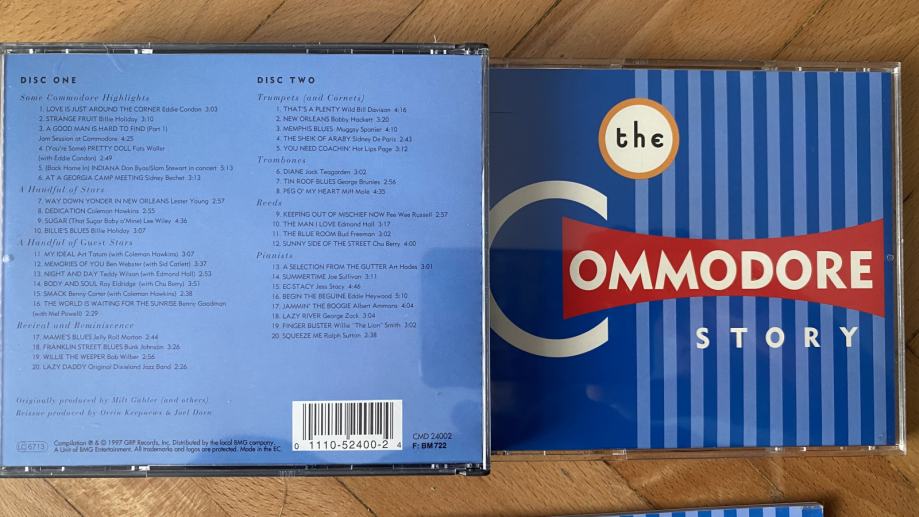 DISC ONE
Some Commodore Highlights
1. LOVE IS JUST AROUND THE CORNER Eddie Condon 3:03
2. STRANGE FRUIT Billie Holiday 3:10
3. A GOOD MAN IS HARD TO FIND (Part 1)
Jam Session at Commodore 4:25
4. (You're Some) PRETTY DOLL Fats Waller
(with Eddie Condon) 2:49
5. (Back Home In) INDIANA Don Byas/Slam Stewart in concert 5:13
6. AT A GEORGIA CAMP MEETING Sidney Bechet 3:13
A Handful of Stars
7. WAY DOWN YONDER IN NEW ORLEANS Lester Young 2:57
8. DEDICATION Coleman Hawkins 2:55
9. SUGAR (That Sugar Baby o'Mine) Lee Wiley 4:36
10. BILLIE'S BLUES Billie Holiday 3:07
A Handful of Guest Stars
11. MY IDEAL Art Tatum (with Coleman Hawkins) 3:07
12. MEMORIES OF YOU Ben Webster (with Sid Catlett) 3:37
13. NIGHT AND DAY Teddy Wilson (with Edmond Hall) 2:53
14. BODY AND SOUL Roy Eldridge (with Chu Berry) 3:51
15. SMACK Benny Carter (with Coleman Hawkins) 2:38
16. THE WORLD IS WAITING FOR THE SUNRISE Benny Goodman
(with Mel Powell) 2:29
Revival and Reminiscence
17. MAMIE'S BLUES Jelly Roll Morton 2:44
18. FRANKLIN STREET BLUES Bunk Johnson 3:26
19. WILLIE THE WEEPER Bob Wilber 2:56
20. LAZY DADDY Original Dixieland Jazz Band 2:26
Originally produced by Milt Gabler (and others)
Reissue produced by Orrin Keepnews & Joel Dorn
LC 6713
Compilation ℗ & © 1997 GRP Records, Inc. Distributed by the local BMG company.
A Unit of BMG Entertainment. All trademarks and logos are protected. Made in the EC.
DISC TWO
Trumpets (and Cornets)
1. THAT'S A PLENTY Wild Bill Davison 4:16
2. NEW ORLEANS Bobby Hackett 3:20
3. MEMPHIS BLUES Muggsy Spanier 4:10
4. THE SHEIK OF ARABY Sidney De Paris 2:43
5. YOU NEED COACHIN' Hot Lips Page 3:12
Trombones
6. DIANE Jack Teagarden 3:02
7. TIN ROOF BLUES George Brunies 2:56
8. PEG O' MY HEART Miff Mole 4:35
Reeds
9. KEEPING OUT OF MISCHIEF NOW Pee Wee Russell 2:57
10. THE MAN I LOVE Edmond Hall 3:17
11. THE BLUE ROOM Bud Freeman 3:02
12. SUNNY SIDE OF THE STREET Chu Berry 4:00
Pianists
13. A SELECTION FROM THE GUTTER Art Hodes 3:01
14. SUMMERTIME Joe Sullivan 3:11
15. EC-STACY Jess Stacy 4:46
16. BEGIN THE BEGUINE Eddie Heywood 5:10
17. JAMMIN' THE BOOGIE Albert Ammons 4:04
18. LAZY RIVER George Zack 3:04
19. FINGER BUSTER Willie "The Lion" Smith 3:02
20. SQUEEZE ME Ralph Sutton 2:38
0 1110-52400-2 4
CMD 24002
F: BM 722
the
COMMODORE
STORY